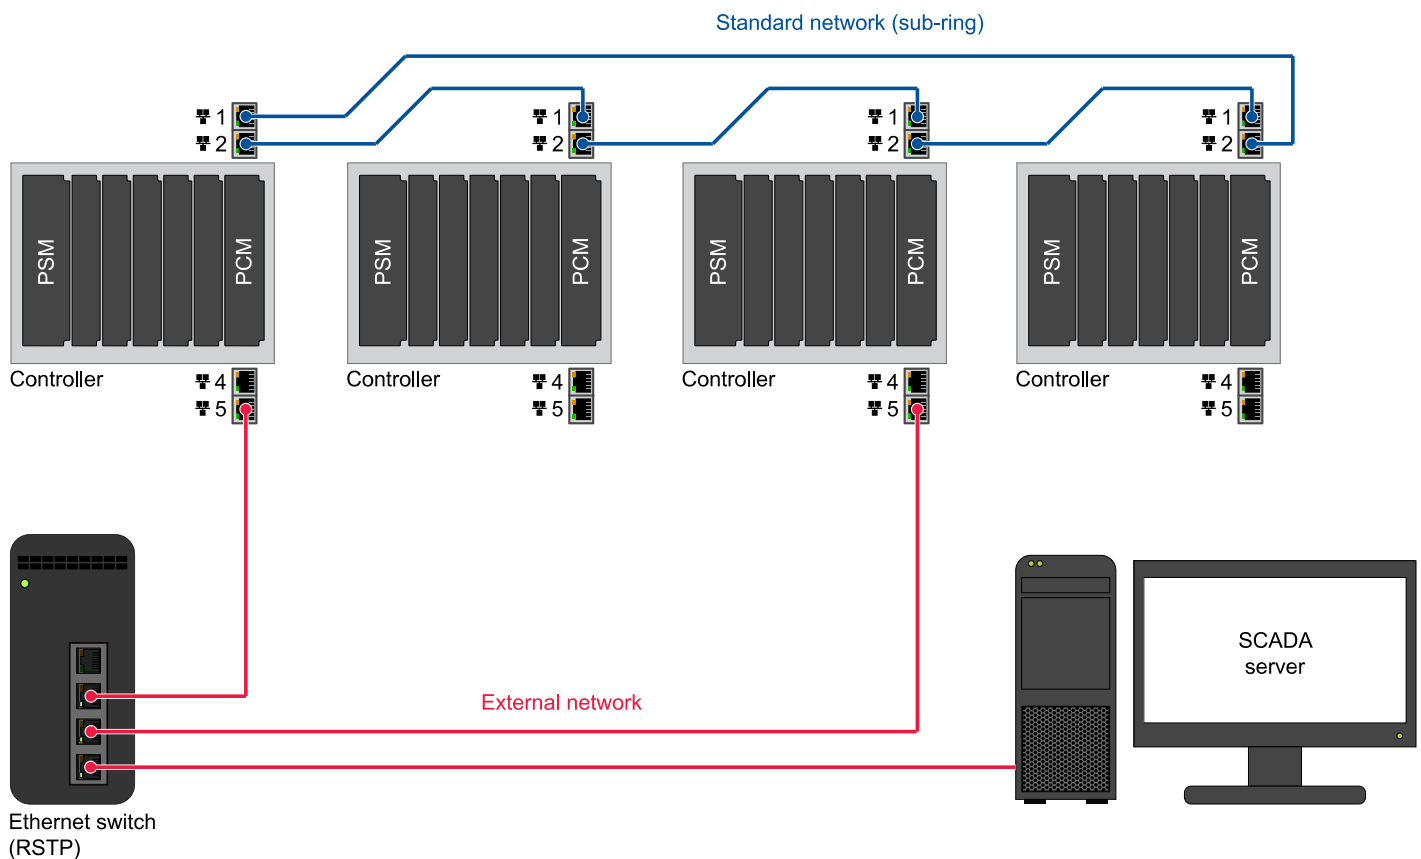 Standard network (sub-ring)
1
1
1
1
2
2
2
2
PSM
PCM
PSM
PCM
PSM
PCM
PSM
PCM
Controller
4
Controller
4
Controller
4
Controller
4
5
5
5
5
SCADA
server
External network
Ethernet switch
(RSTP)